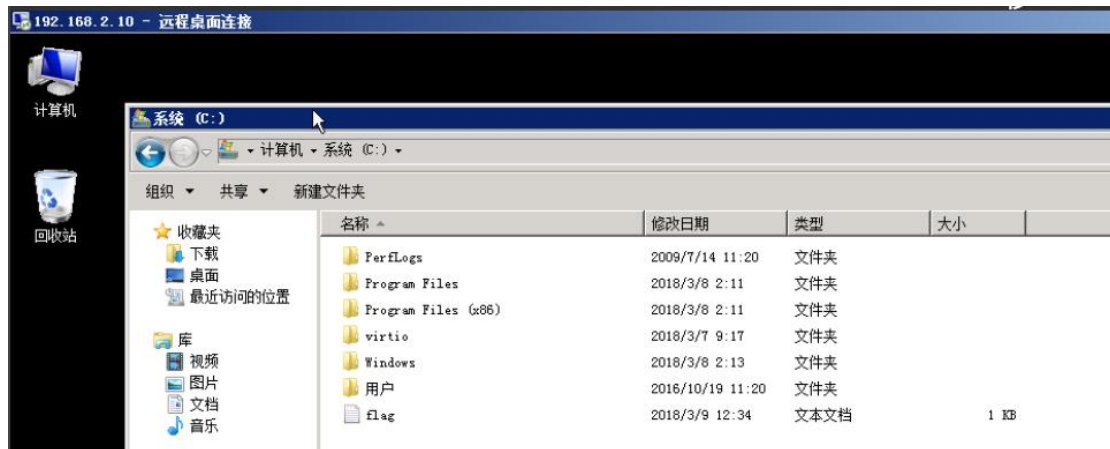 192.168.2.10 - 远程桌面连接
计算机
系统 (C:)
计算机 系统 (C:)
组织 共享 新建文件夹
回收站
收藏夹
下载
桌面
最近访问的位置
库
视频
图片
文档
音乐
名称 修改日期 类型 大小
PerfLogs 2009/7/14 11:20 文件夹
Program Files 2018/3/8 2:11 文件夹
Program Files (x86) 2018/3/8 2:11 文件夹
virtio 2018/3/7 9:17 文件夹
Windows 2018/3/8 2:13 文件夹
用户 2016/10/19 11:20 文件夹
flag 2018/3/9 12:34 文本文档 1 KB